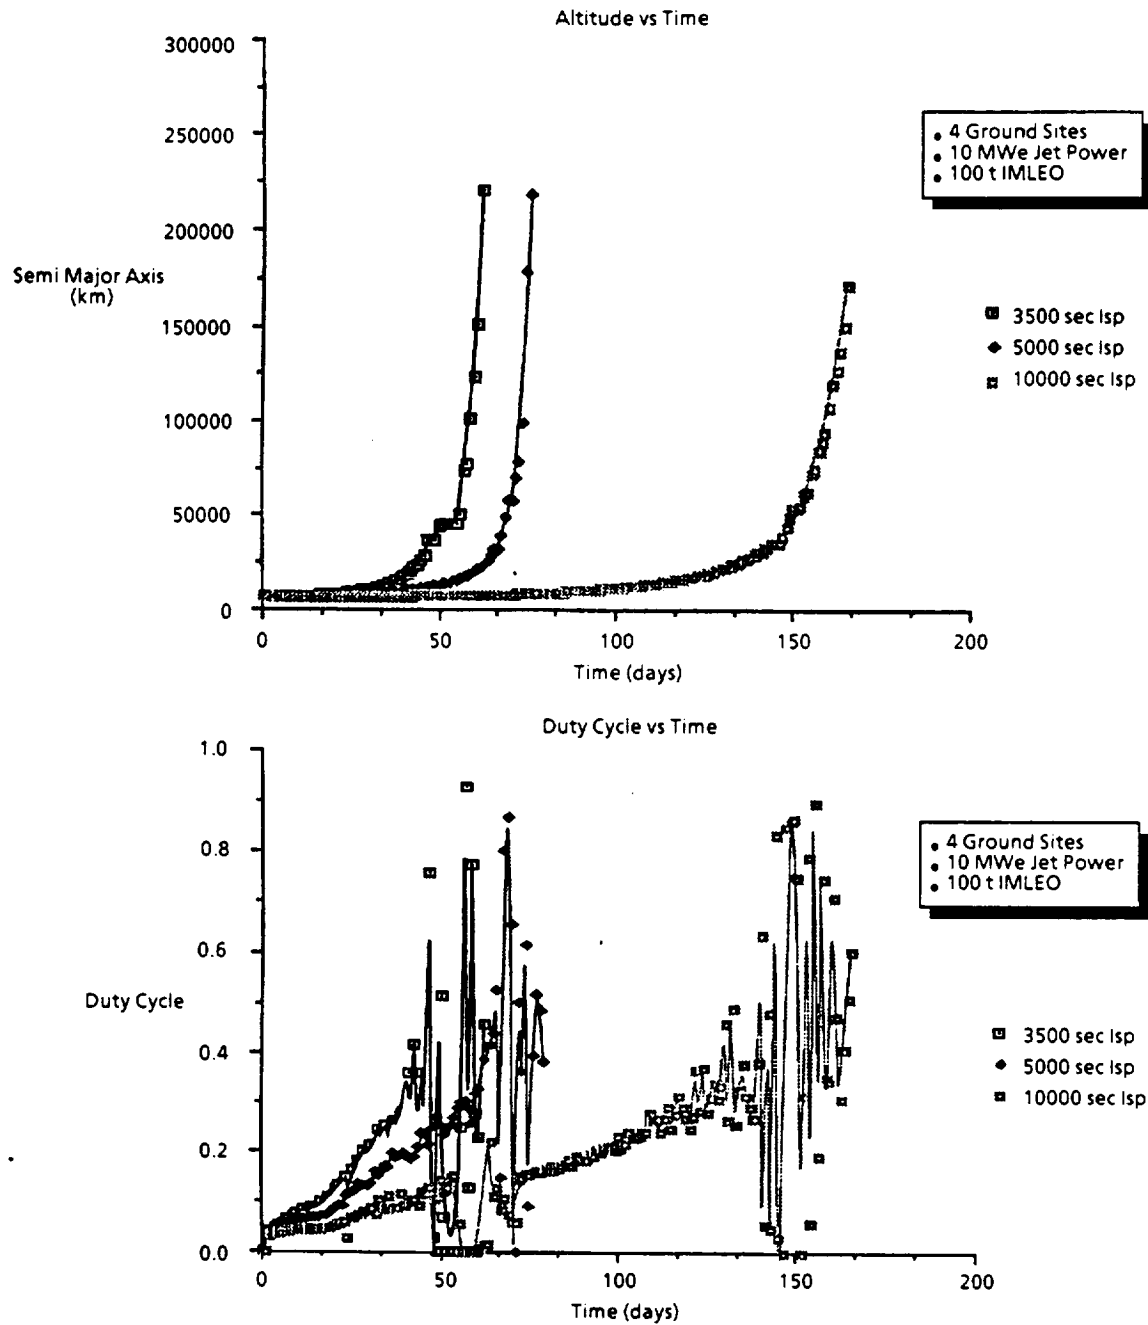 Altitude vs Time
300000
250000
200000
150000
100000
50000
0
Semi Major Axis
(km)
0
50
100
150
200
Time (days)
• 4 Ground Sites
• 10 MWe Jet Power
• 100 t IMLEO
3500 sec Isp
5000 sec Isp
10000 sec Isp
Duty Cycle vs Time
1.0
0.8
0.6
0.4
0.2
0.0
Duty Cycle
0
50
100
150
200
Time (days)
• 4 Ground Sites
• 10 MWe Jet Power
• 100 t IMLEO
3500 sec Isp
5000 sec Isp
10000 sec Isp